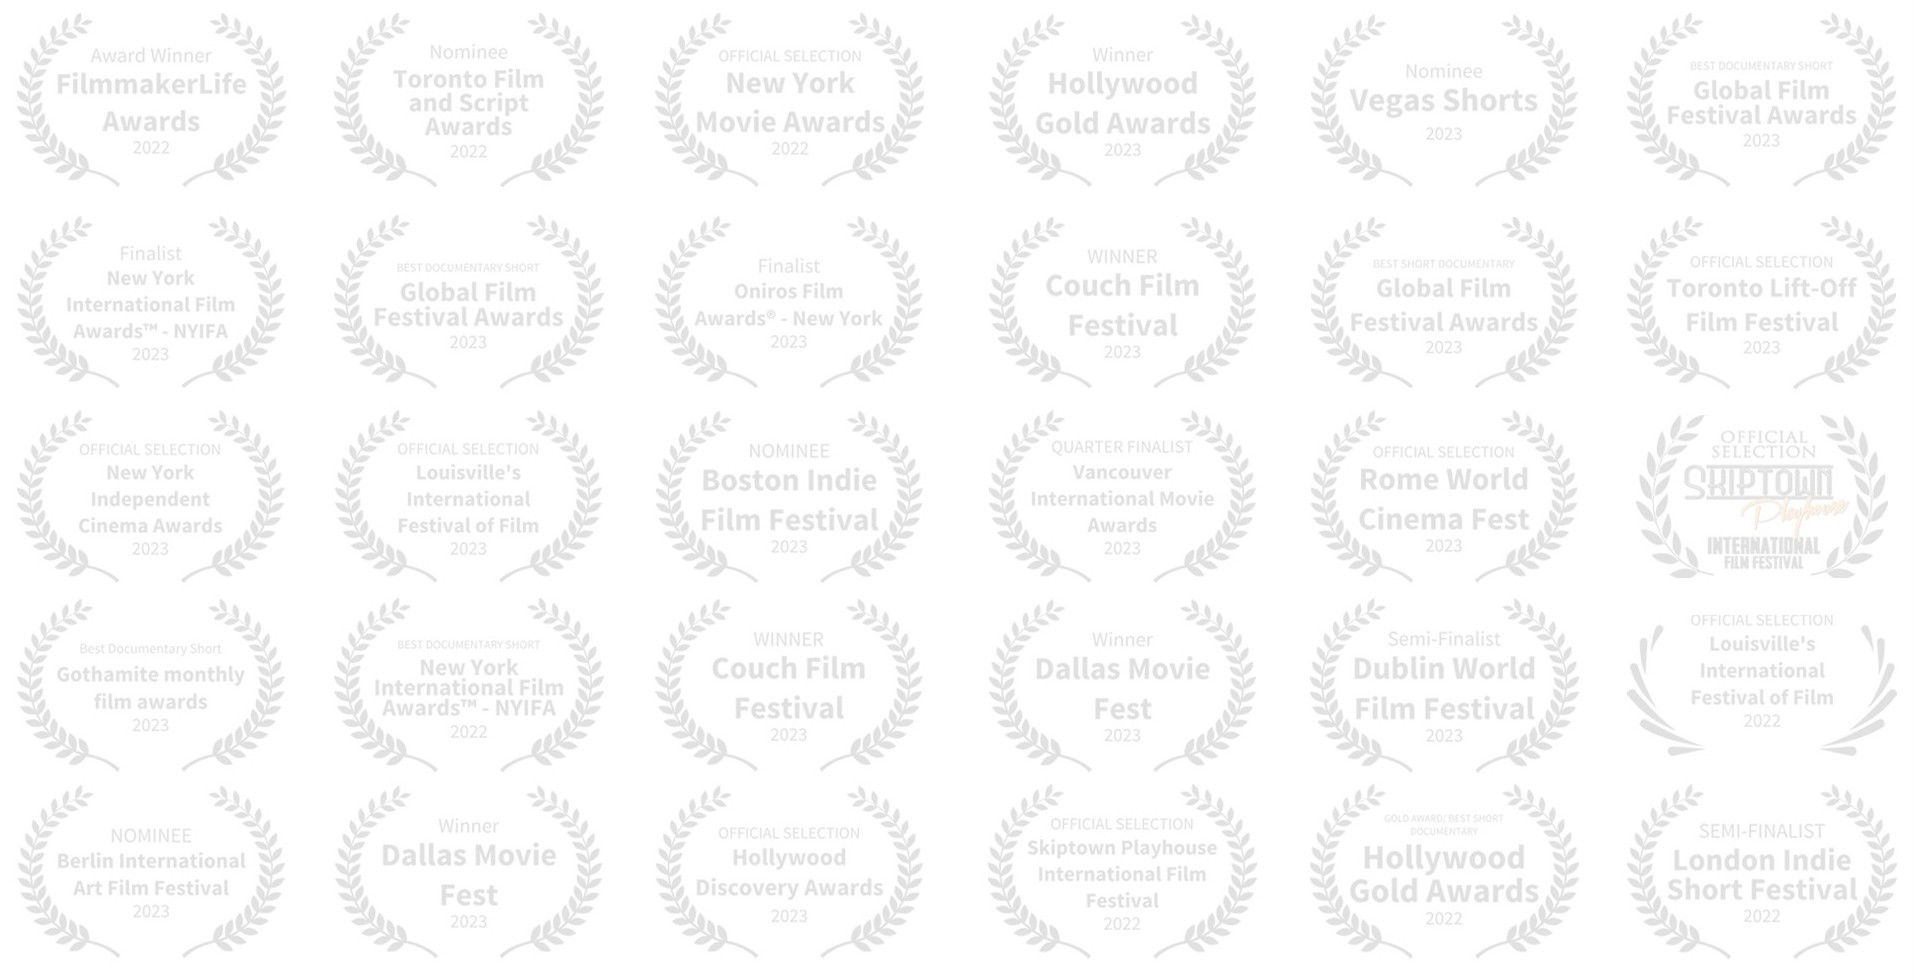 Award Winner
FilmmakerLife
Awards
2022
Nominee
Toronto Film
and Script
Awards
2022
OFFICIAL SELECTION
New York
Movie Awards
2022
Winner
Hollywood
Gold Awards
2023
Nominee
Vegas Shorts
2023
BEST DOCUMENTARY SHORT
Global Film
Festival Awards
2023
Finalist
New York
International Film
Awards™ - NYIFA
2023
BEST DOCUMENTARY SHORT
Global Film
Festival Awards
2023
Finalist
Oniros Film
Awards® - New York
2023
WINNER
Couch Film
Festival
2023
BEST SHORT DOCUMENTARY
Global Film
Festival Awards
2023
OFFICIAL SELECTION
Toronto Lift-Off
Film Festival
2023
OFFICIAL SELECTION
New York
Independent
Cinema Awards
2023
OFFICIAL SELECTION
Louisville's
International
Festival of Film
2023
NOMINEE
Boston Indie
Film Festival
2023
QUARTER FINALIST
Vancouver
International Movie
Awards
2023
OFFICIAL SELECTION
Rome World
Cinema Fest
2023
OFFICIAL
SELECTION
SKIPTOWN
Playhouse
INTERNATIONAL
FILM FESTIVAL
Best Documentary Short
Gothamite monthly
film awards
2023
BEST DOCUMENTARY SHORT
New York
International Film
Awards™ - NYIFA
2022
WINNER
Couch Film
Festival
2023
Winner
Dallas Movie
Fest
2023
Semi-Finalist
Dublin World
Film Festival
2023
OFFICIAL SELECTION
Louisville's
International
Festival of Film
2022
NOMINEE
Berlin International
Art Film Festival
2023
Winner
Dallas Movie
Fest
2023
OFFICIAL SELECTION
Hollywood
Discovery Awards
2023
OFFICIAL SELECTION
Skiptown Playhouse
International Film
Festival
2022
GOLD AWARD/ BEST SHORT
DOCUMENTARY
Hollywood
Gold Awards
2022
SEMI-FINALIST
London Indie
Short Festival
2022